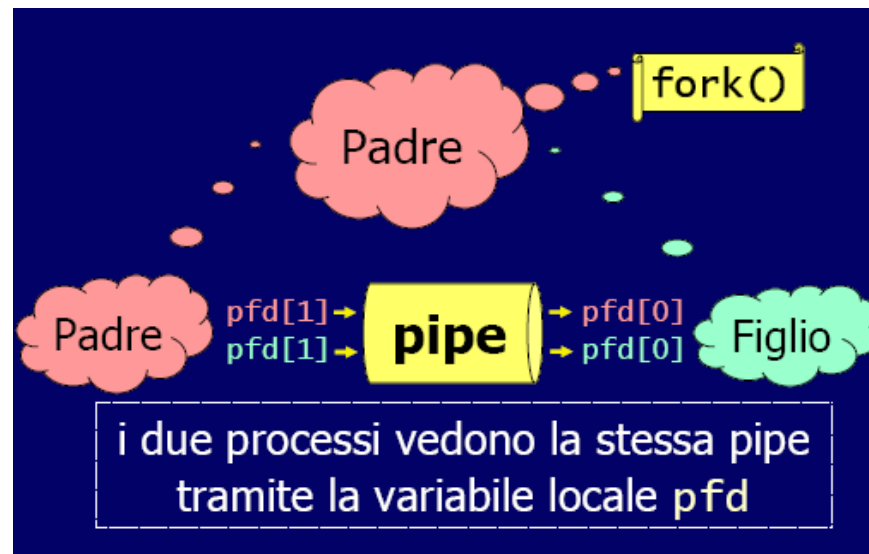 fork()
Padre
Padre
pfd[1] pipe pfd[0]
pfd[1] pfd[0]
Figlio
i due processi vedono la stessa pipe
tramite la variabile locale pfd